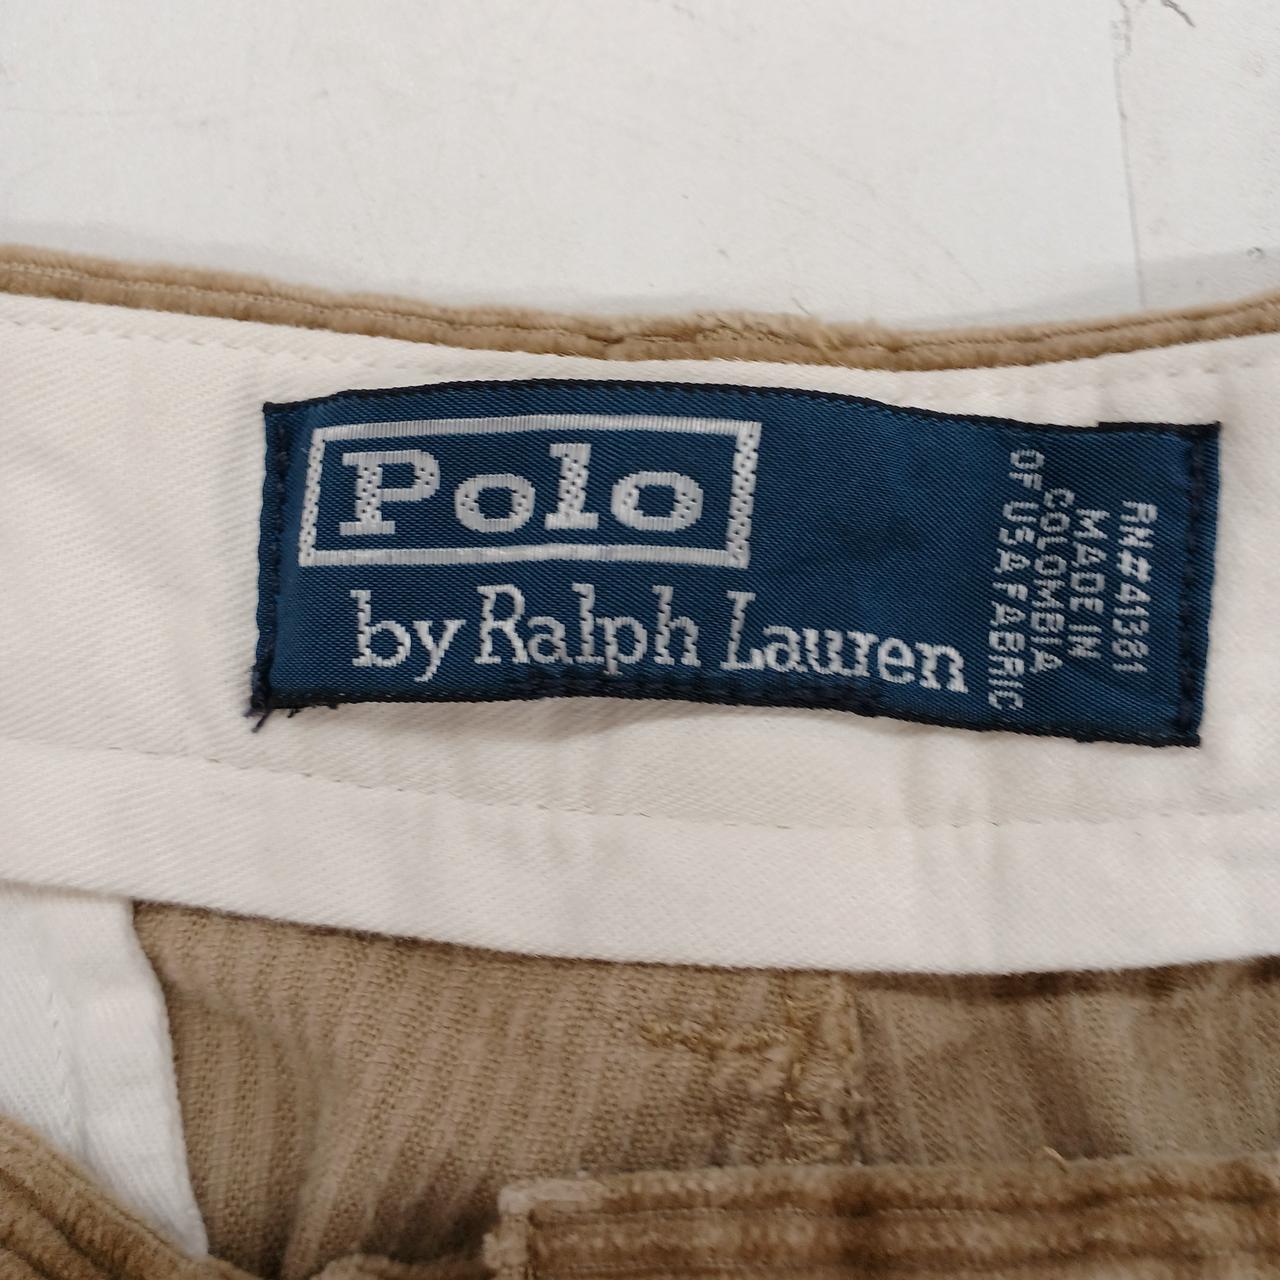 Polo
by Ralph Lauren
RN#41381
MADE IN
COLOMBIA
OF USA FABRIC